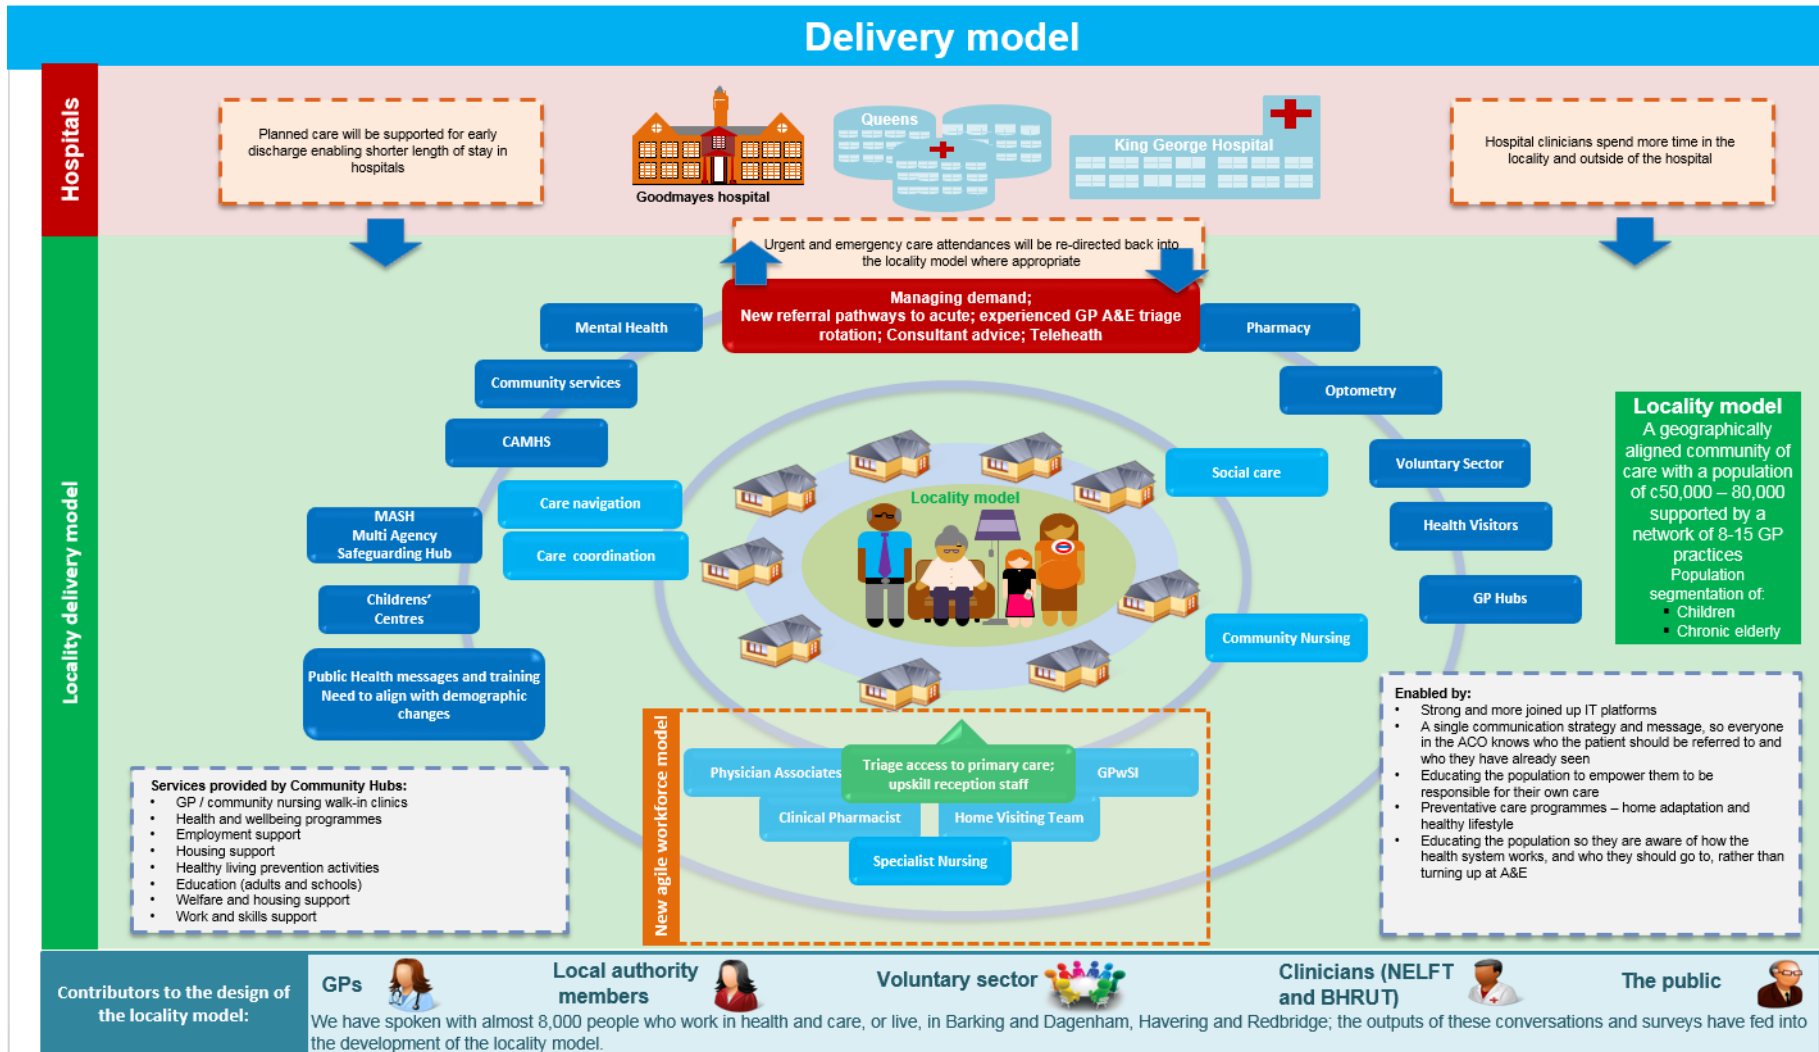 Delivery model
Hospitals
Planned care will be supported for early
discharge enabling shorter length of stay in
hospitals
Goodmayes hospital
Queens
King George Hospital
Hospital clinicians spend more time in the
locality and outside of the hospital
Urgent and emergency care attendances will be re-directed back into
the locality model where appropriate
Managing demand;
New referral pathways to acute; experienced GP A&E triage
rotation; Consultant advice; Teleheath
Locality delivery model
Mental Health
Community services
CAMHS
Care navigation
Care coordination
MASH
Multi Agency
Safeguarding Hub
Childrens'
Centres
Public Health messages and training
Need to align with demographic
changes
Pharmacy
Optometry
Social care
Voluntary Sector
Health Visitors
GP Hubs
Community Nursing
Locality model
Locality model
A geographically
aligned community of
care with a population
of c50,000 – 80,000
supported by a
network of 8-15 GP
practices
Population
segmentation of:
▪ Children
▪ Chronic elderly
Services provided by Community Hubs:
• GP / community nursing walk-in clinics
• Health and wellbeing programmes
• Employment support
• Housing support
• Healthy living prevention activities
• Education (adults and schools)
• Welfare and housing support
• Work and skills support
New agile workforce model
Physician Associates
Triage access to primary care;
upskill reception staff
GPwSI
Clinical Pharmacist
Home Visiting Team
Specialist Nursing
Enabled by:
• Strong and more joined up IT platforms
• A single communication strategy and message, so everyone
in the ACO knows who the patient should be referred to and
who they have already seen
• Educating the population to empower them to be
responsible for their own care
• Preventative care programmes – home adaptation and
healthy lifestyle
• Educating the population so they are aware of how the
health system works, and who they should go to, rather than
turning up at A&E
Contributors to the design of
the locality model:
GPs
Local authority
members
Voluntary sector
Clinicians (NELFT
and BHRUT)
The public
We have spoken with almost 8,000 people who work in health and care, or live, in Barking and Dagenham, Havering and Redbridge; the outputs of these conversations and surveys have fed into
the development of the locality model.